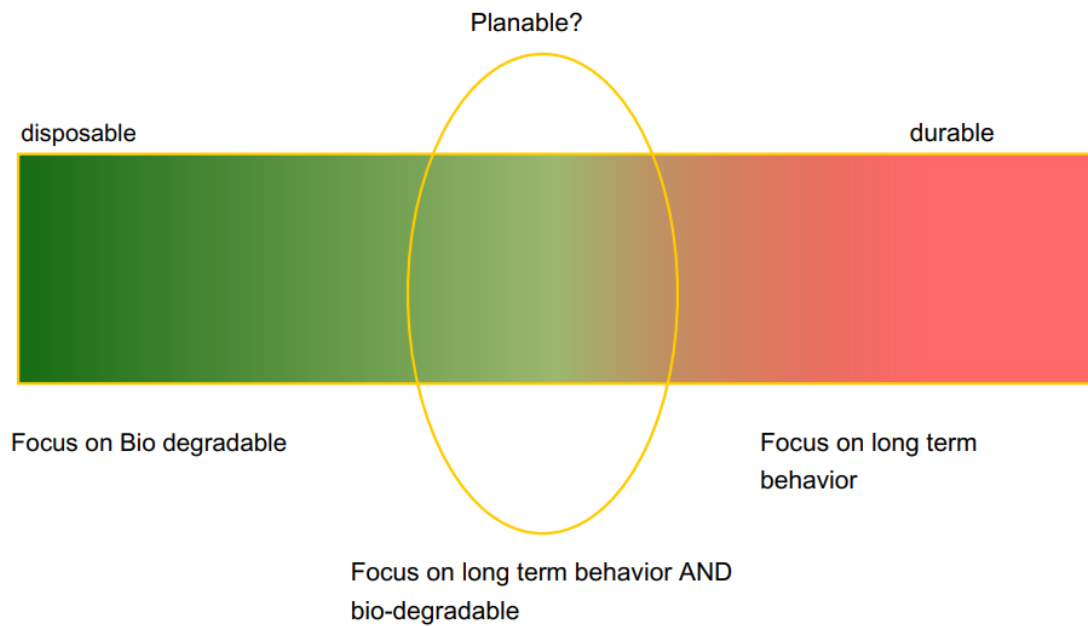 Planable?
disposable
durable
Focus on Bio degradable
Focus on long term
behavior
Focus on long term behavior AND
bio-degradable